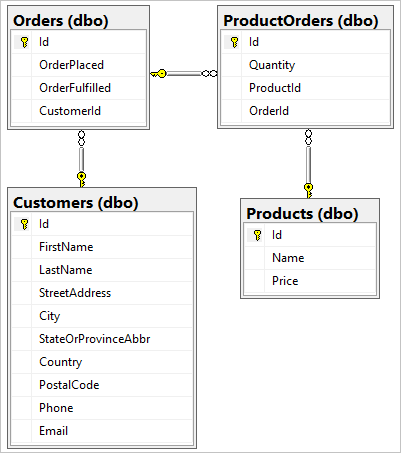 Orders (dbo)
Id
OrderPlaced
OrderFulfilled
CustomerId
ProductOrders (dbo)
Id
Quantity
ProductId
OrderId
Customers (dbo)
Id
FirstName
LastName
StreetAddress
City
StateOrProvinceAbbr
Country
PostalCode
Phone
Email
Products (dbo)
Id
Name
Price